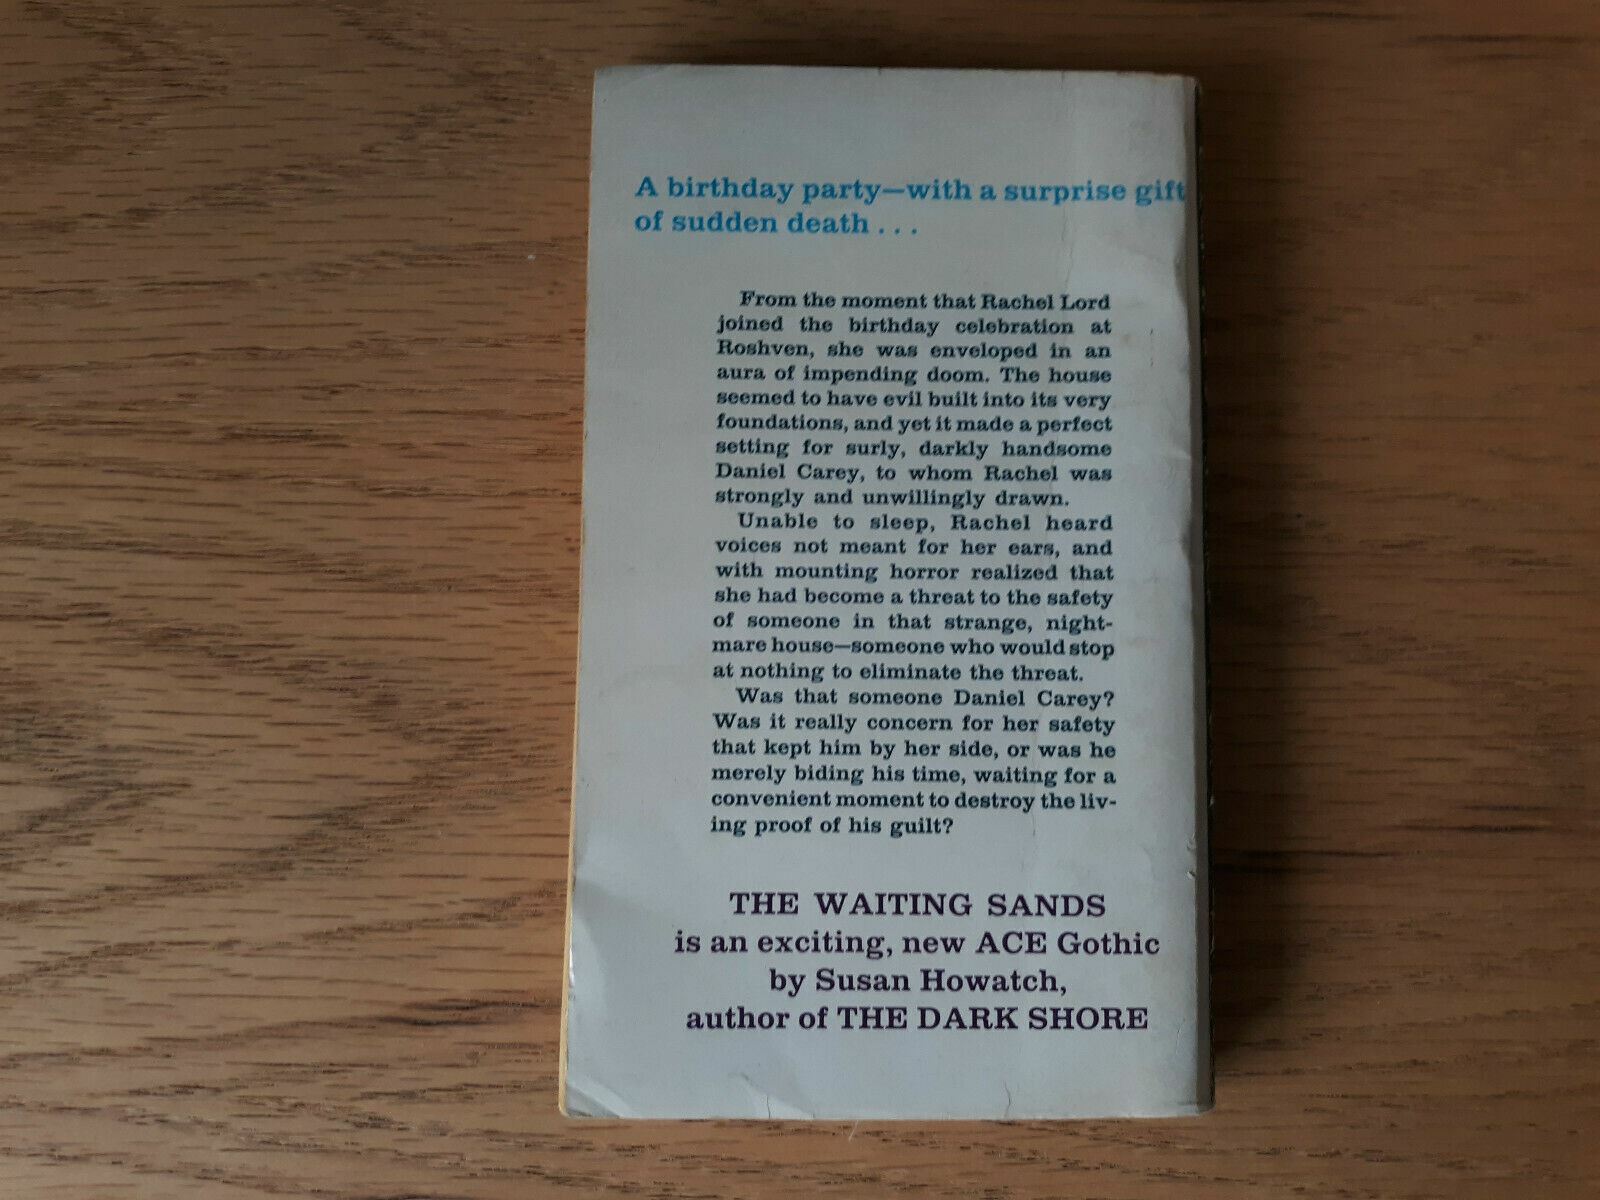 A birthday party—with a surprise gift
of sudden death . . .
From the moment that Rachel Lord
joined the birthday celebration at
Roshven, she was enveloped in an
aura of impending doom. The house
seemed to have evil built into its very
foundations, and yet it made a perfect
setting for surly, darkly handsome
Daniel Carey, to whom Rachel was
strongly and unwillingly drawn.
Unable to sleep, Rachel heard
voices not meant for her ears, and
with mounting horror realized that
she had become a threat to the safety
of someone in that strange, night-
mare house—someone who would stop
at nothing to eliminate the threat.
Was that someone Daniel Carey?
Was it really concern for her safety
that kept him by her side, or was he
merely biding his time, waiting for a
convenient moment to destroy the liv-
ing proof of his guilt?
THE WAITING SANDS
is an exciting, new ACE Gothic
by Susan Howatch,
author of THE DARK SHORE